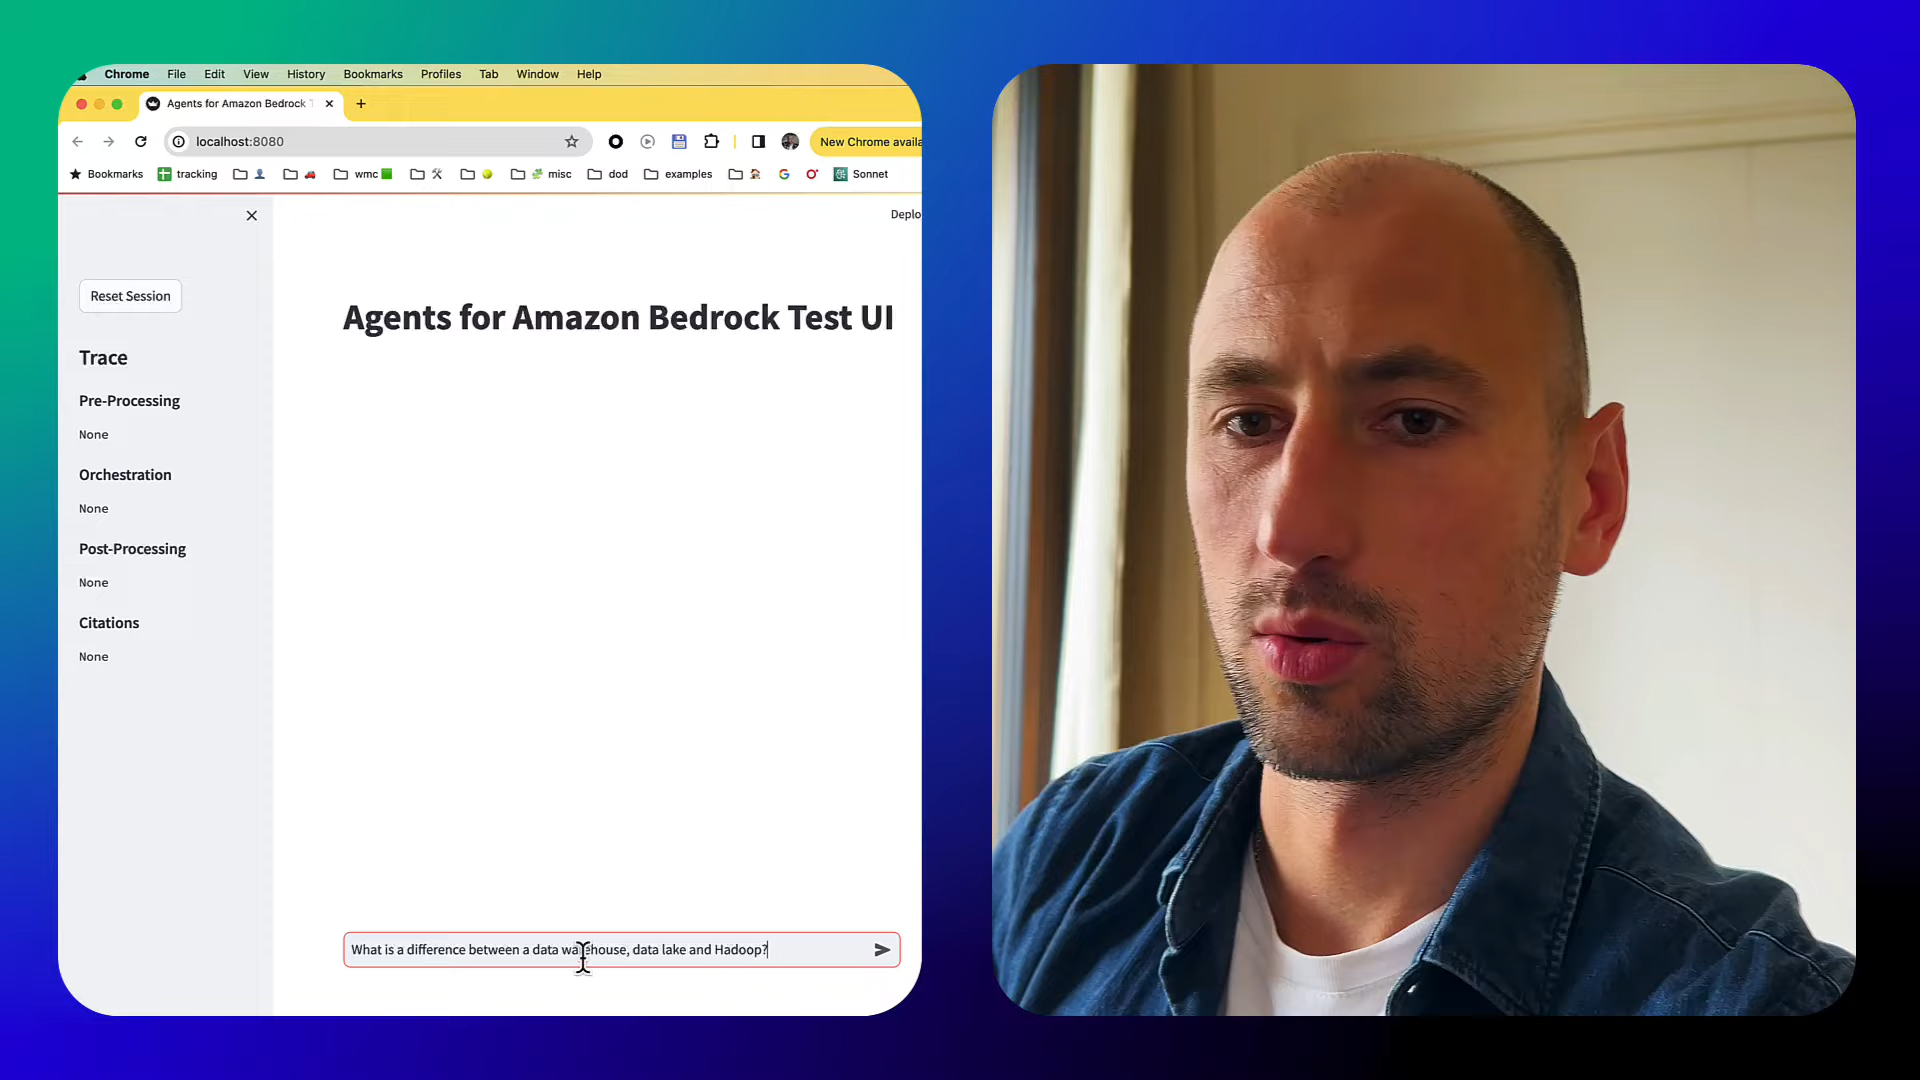 Chrome File Edit View History Bookmarks Profiles Tab Window Help
Agents for Amazon Bedrock
localhost:8080
New Chrome availa
Bookmarks tracking wmc misc dod examples Sonnet
Deplo
Reset Session
Agents for Amazon Bedrock Test UI
Trace
Pre-Processing
None
Orchestration
None
Post-Processing
None
Citations
None
What is a difference between a data warehouse, data lake and Hadoop?